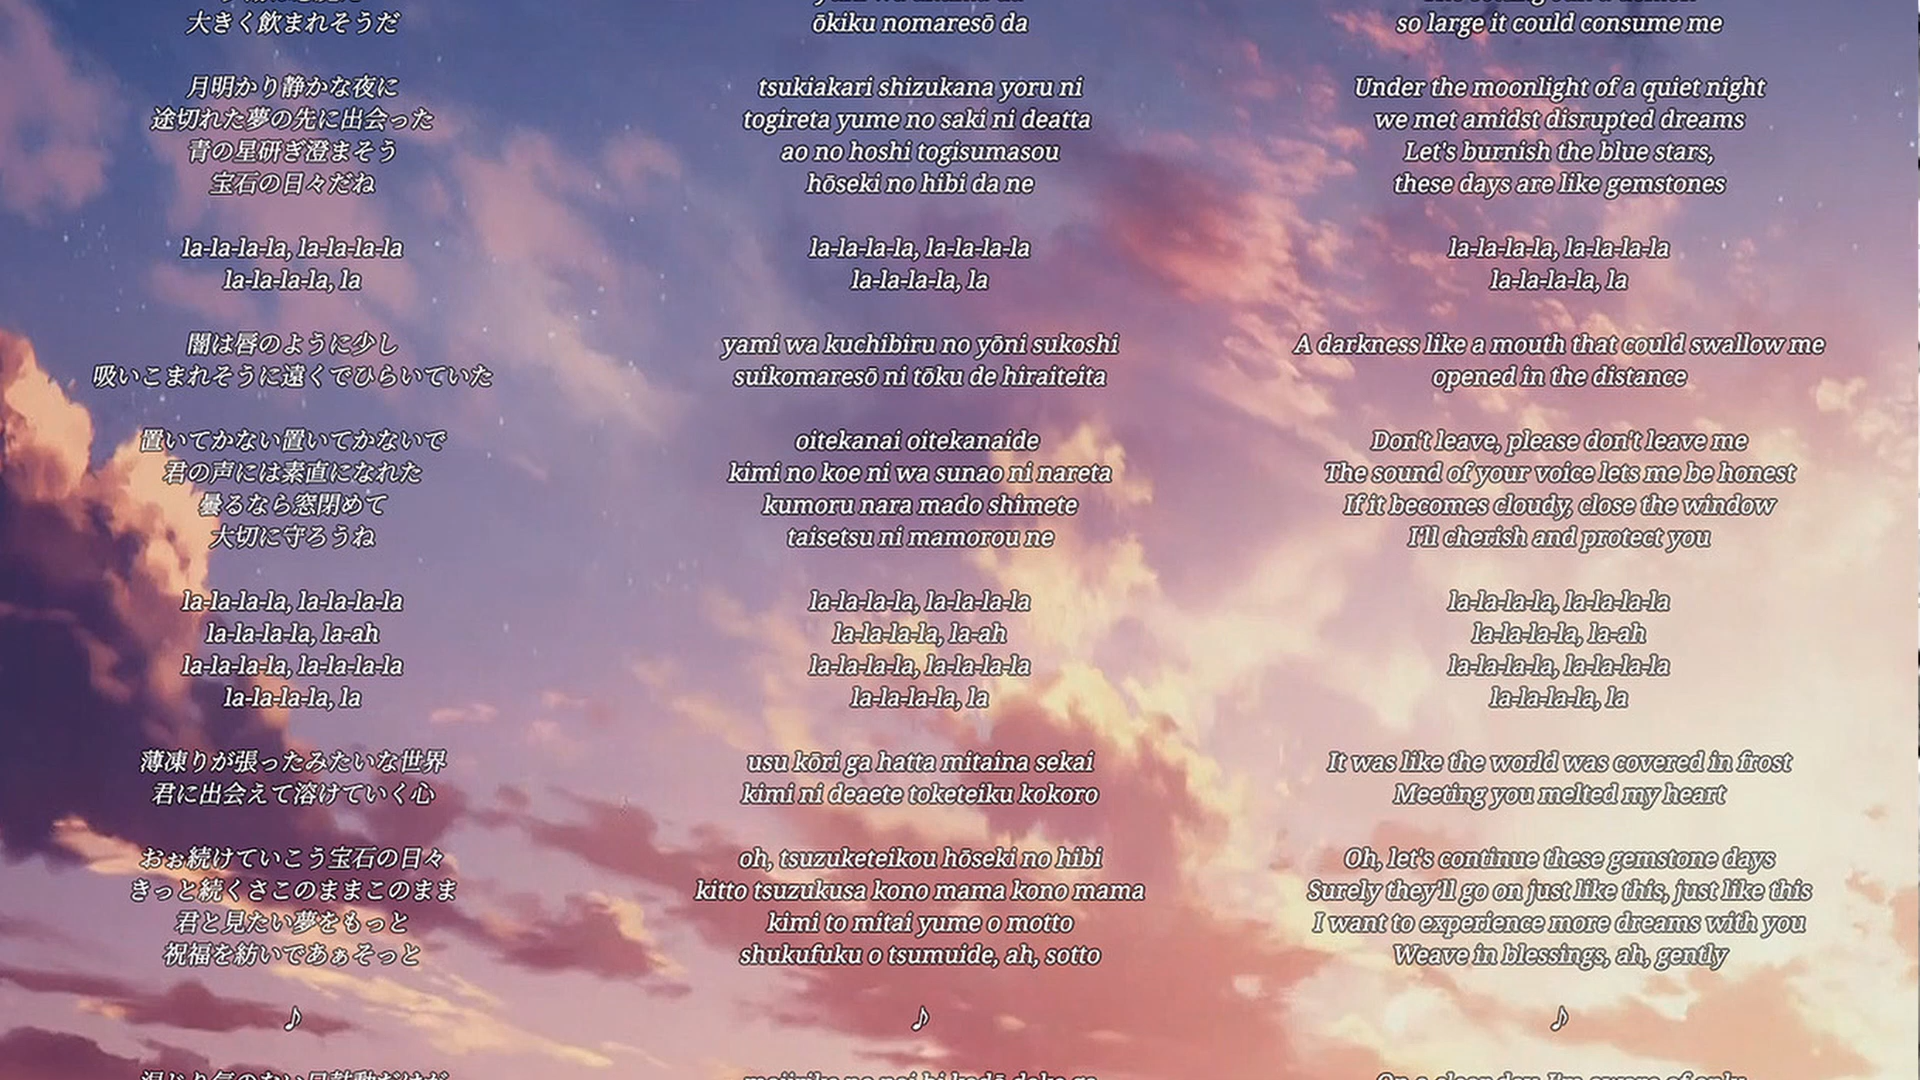 大きく飲まれそうだ
月明かり静かな夜に
途切れた夢の先に出会った
青の星研ぎ澄まそう
宝石の日々だね
la-la-la-la, la-la-la-la
la-la-la-la, la
闇は唇のように少し
吸いこまれそうに遠くでひらいていた
置いてかない置いてかないで
君の声には素直になれた
曇るなら窓閉めて
大切に守ろうね
la-la-la-la, la-la-la-la
la-la-la-la, la-ah
la-la-la-la, la-la-la-la
la-la-la-la, la
薄凍りが張ったみたいな世界
君に出会えて溶けていく心
おぉ続けていこう宝石の日々
きっと続くさこのままこのまま
君と見たい夢をもっと
祝福を紡いであぁそっと
♪
ōkiku nomaresō da
tsukiakari shizukana yoru ni
togireta yume no saki ni deatta
ao no hoshi togisumasou
hōseki no hibi da ne
la-la-la-la, la-la-la-la
la-la-la-la, la
yami wa kuchibiru no yōni sukoshi
suikomaresō ni tōku de hiraiteita
oitekanai oitekanaide
kimi no koe ni wa sunao ni nareta
kumoru nara mado shimete
taisetsu ni mamorou ne
la-la-la-la, la-la-la-la
la-la-la-la, la-ah
la-la-la-la, la-la-la-la
la-la-la-la, la
usu kōri ga hatta mitaina sekai
kimi ni deaete toketeiku kokoro
oh, tsuzuketeikou hōseki no hibi
kitto tsuzukusa kono mama kono mama
kimi to mitai yume o motto
shukufuku o tsumuide, ah, sotto
♪
so large it could consume me
Under the moonlight of a quiet night
we met amidst disrupted dreams
Let's burnish the blue stars,
these days are like gemstones
la-la-la-la, la-la-la-la
la-la-la-la, la
A darkness like a mouth that could swallow me
opened in the distance
Don't leave, please don't leave me
The sound of your voice lets me be honest
If it becomes cloudy, close the window
I'll cherish and protect you
la-la-la-la, la-la-la-la
la-la-la-la, la-ah
la-la-la-la, la-la-la-la
la-la-la-la, la
It was like the world was covered in frost
Meeting you melted my heart
Oh, let's continue these gemstone days
Surely they'll go on just like this, just like this
I want to experience more dreams with you
Weave in blessings, ah, gently
♪